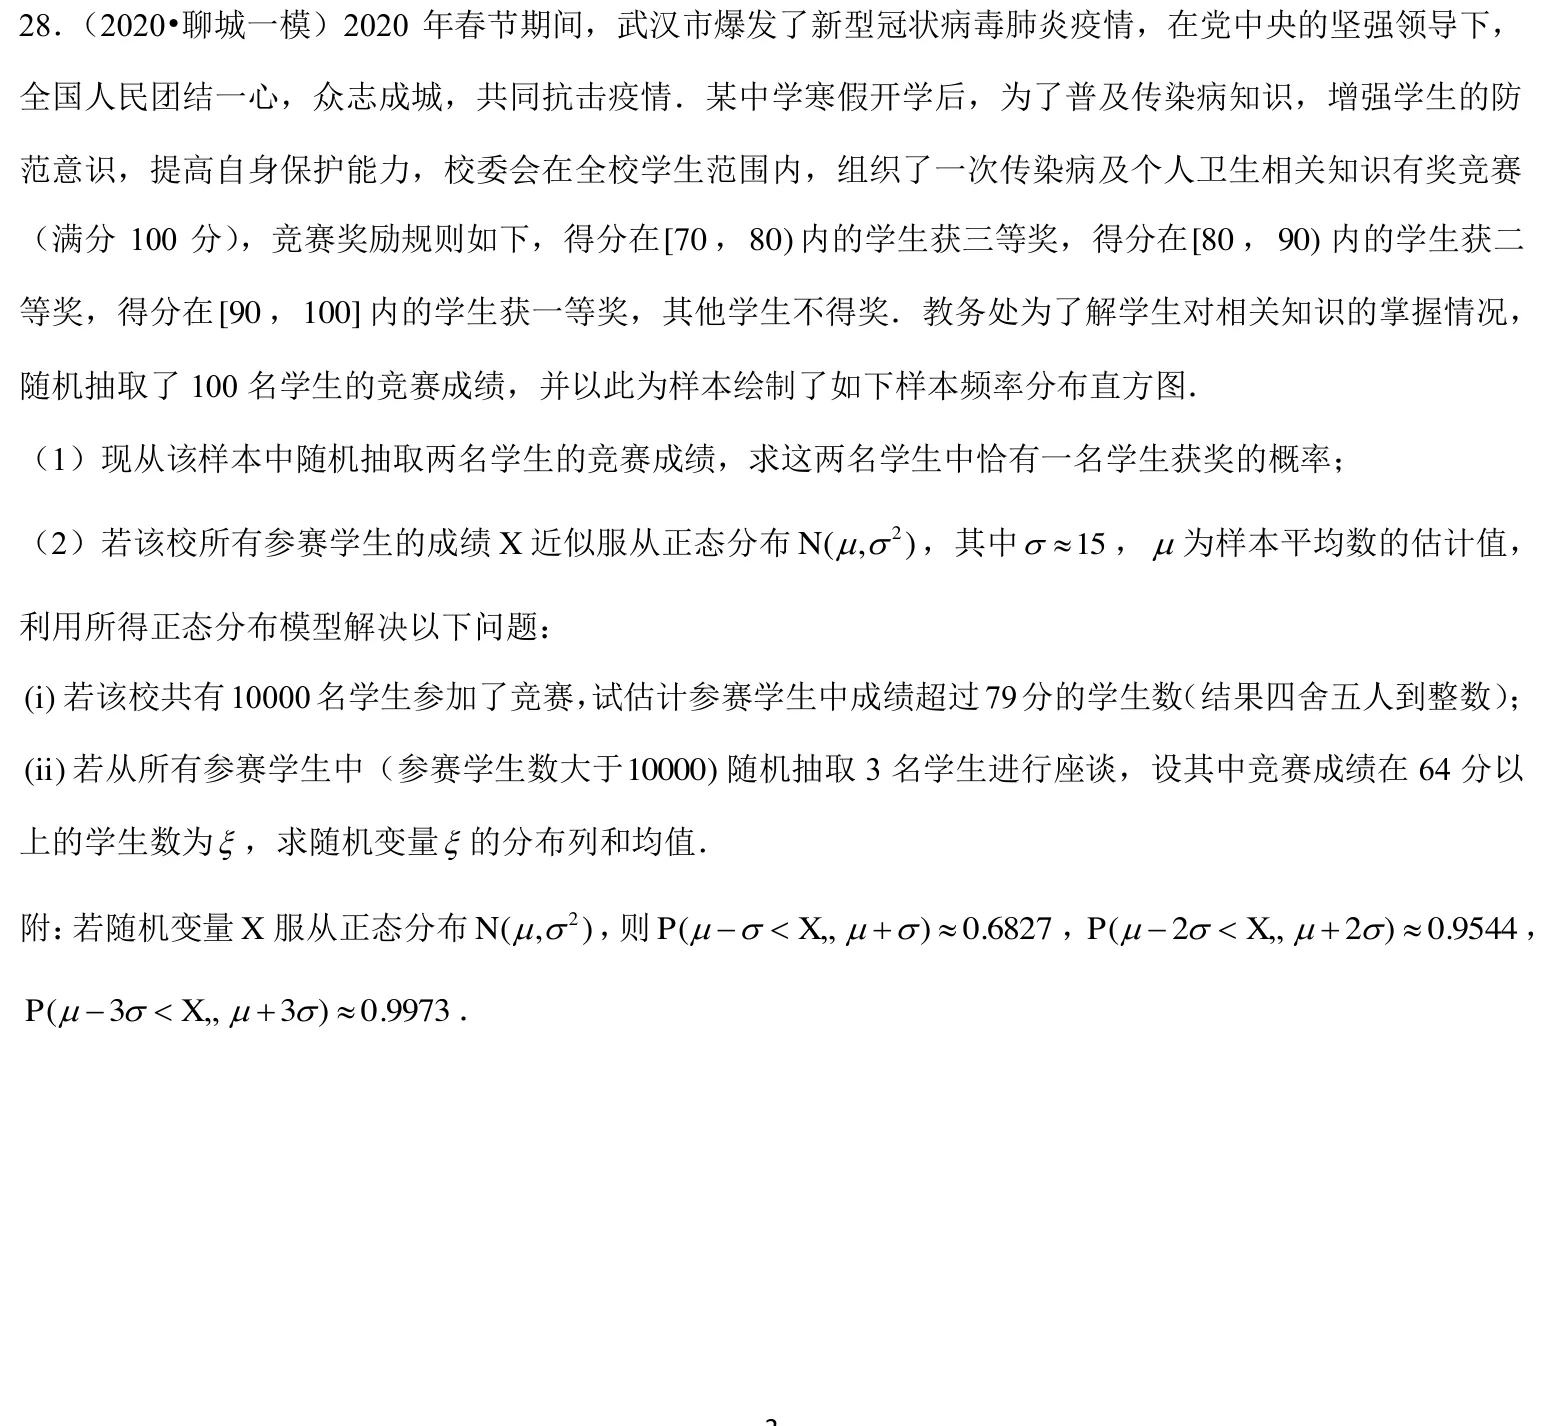 28．（2020•聊城一模）2020 年春节期间，武汉市爆发了新型冠状病毒肺炎疫情，在党中央的坚强领导下，
全国人民团结一心，众志成城，共同抗击疫情．某中学寒假开学后，为了普及传染病知识，增强学生的防
范意识，提高自身保护能力，校委会在全校学生范围内，组织了一次传染病及个人卫生相关知识有奖竞赛
（满分 100 分），竞赛奖励规则如下，得分在[70，80)内的学生获三等奖，得分在[80，90) 内的学生获二
等奖，得分在[90，100]内的学生获一等奖，其他学生不得奖．教务处为了解学生对相关知识的掌握情况，
随机抽取了 100 名学生的竞赛成绩，并以此为样本绘制了如下样本频率分布直方图．
（1）现从该样本中随机抽取两名学生的竞赛成绩，求这两名学生中恰有一名学生获奖的概率；
（2）若该校所有参赛学生的成绩 X 近似服从正态分布 N(μ,σ²)，其中σ≈15，μ为样本平均数的估计值，
利用所得正态分布模型解决以下问题：
(i) 若该校共有10000名学生参加了竞赛，试估计参赛学生中成绩超过79分的学生数（结果四舍五人到整数）；
(ii) 若从所有参赛学生中（参赛学生数大于10000) 随机抽取 3 名学生进行座谈，设其中竞赛成绩在 64 分以
上的学生数为ξ，求随机变量ξ的分布列和均值．
附：若随机变量 X 服从正态分布 N(μ,σ²)，则 P(μ−σ<X,, μ+σ)≈0.6827，P(μ−2σ<X,, μ+2σ)≈0.9544，
P(μ−3σ<X,, μ+3σ)≈0.9973．